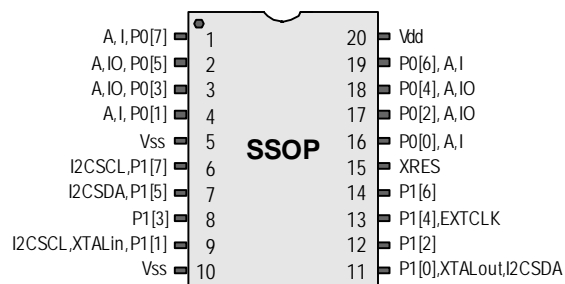 A, I, P0[7] 1 20 Vdd
A, IO, P0[5] 2 19 P0[6], A, I
A, IO, P0[3] 3 18 P0[4], A, IO
A, I, P0[1] 4 17 P0[2], A, IO
Vss 5 16 P0[0], A, I
SSOP
I2CSCL, P1[7] 6 15 XRES
I2CSDA, P1[5] 7 14 P1[6]
P1[3] 8 13 P1[4], EXTCLK
I2CSCL, XTALin, P1[1] 9 12 P1[2]
Vss 10 11 P1[0], XTALout, I2CSDA